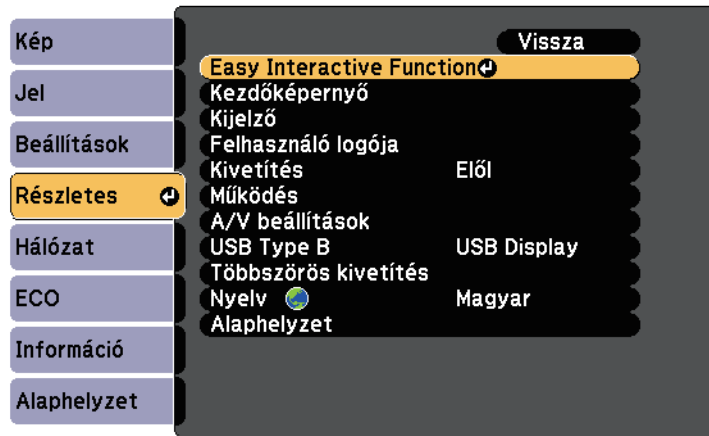 Kép
Jel
Beállítások
Részletes
Hálózat
ECO
Információ
Alaphelyzet
Vissza
Easy Interactive Function
Kezdőképernyő
Kijelző
Felhasználó logója
Kivetítés Elől
Működés
A/V beállítások
USB Type B USB Display
Többszörös kivetítés
Nyelv Magyar
Alaphelyzet